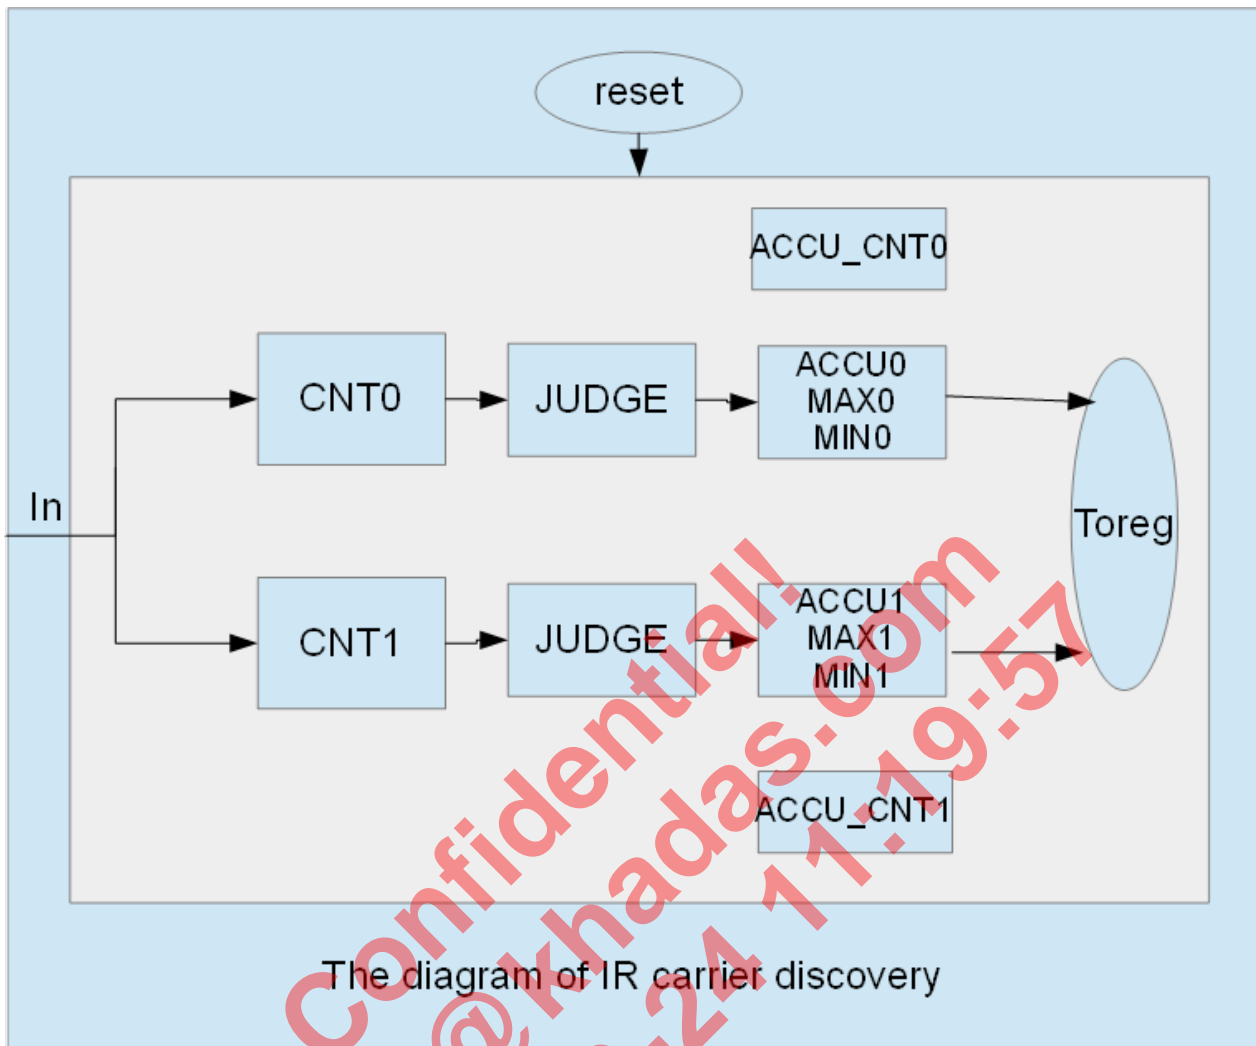 reset
ACCU_CNT0
CNT0
JUDGE
ACCU0
MAX0
MIN0
In
Toreg
CNT1
JUDGE
ACCU1
MAX1
MIN1
ACCU_CNT1
The diagram of IR carrier discovery
Confidential!
@khadas.com
-24 11:19:57